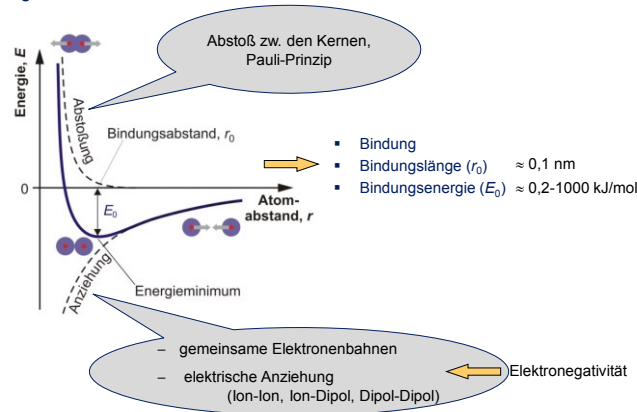 Abstoß zw. den Kernen,
Pauli-Prinzip
Energie, E
Abstoßung
Bindungsabstand, r0
0
E0
Atom-
abstand, r
Anziehung
Energieminimum
▪ Bindung
▪ Bindungslänge (r0) ≈ 0,1 nm
▪ Bindungsenergie (E0) ≈ 0,2-1000 kJ/mol
– gemeinsame Elektronenbahnen
– elektrische Anziehung
(Ion-Ion, Ion-Dipol, Dipol-Dipol)
Elektronegativität